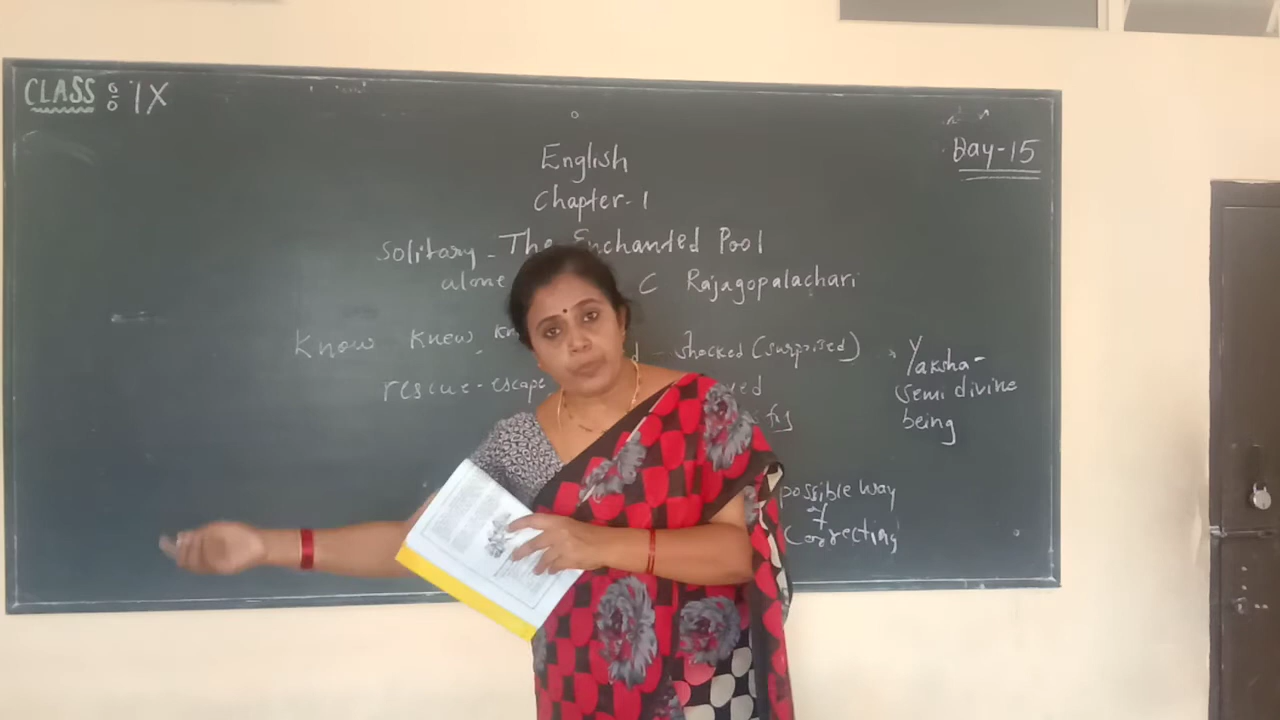 CLASS : IX
Day-15
English
Chapter-1
Solitary - The Enchanted Pool
alone C Rajagopalachari
know knew
- shocked (surprised)
rescue - escape
Yaksha -
semi divine
being
possible way
of
correcting